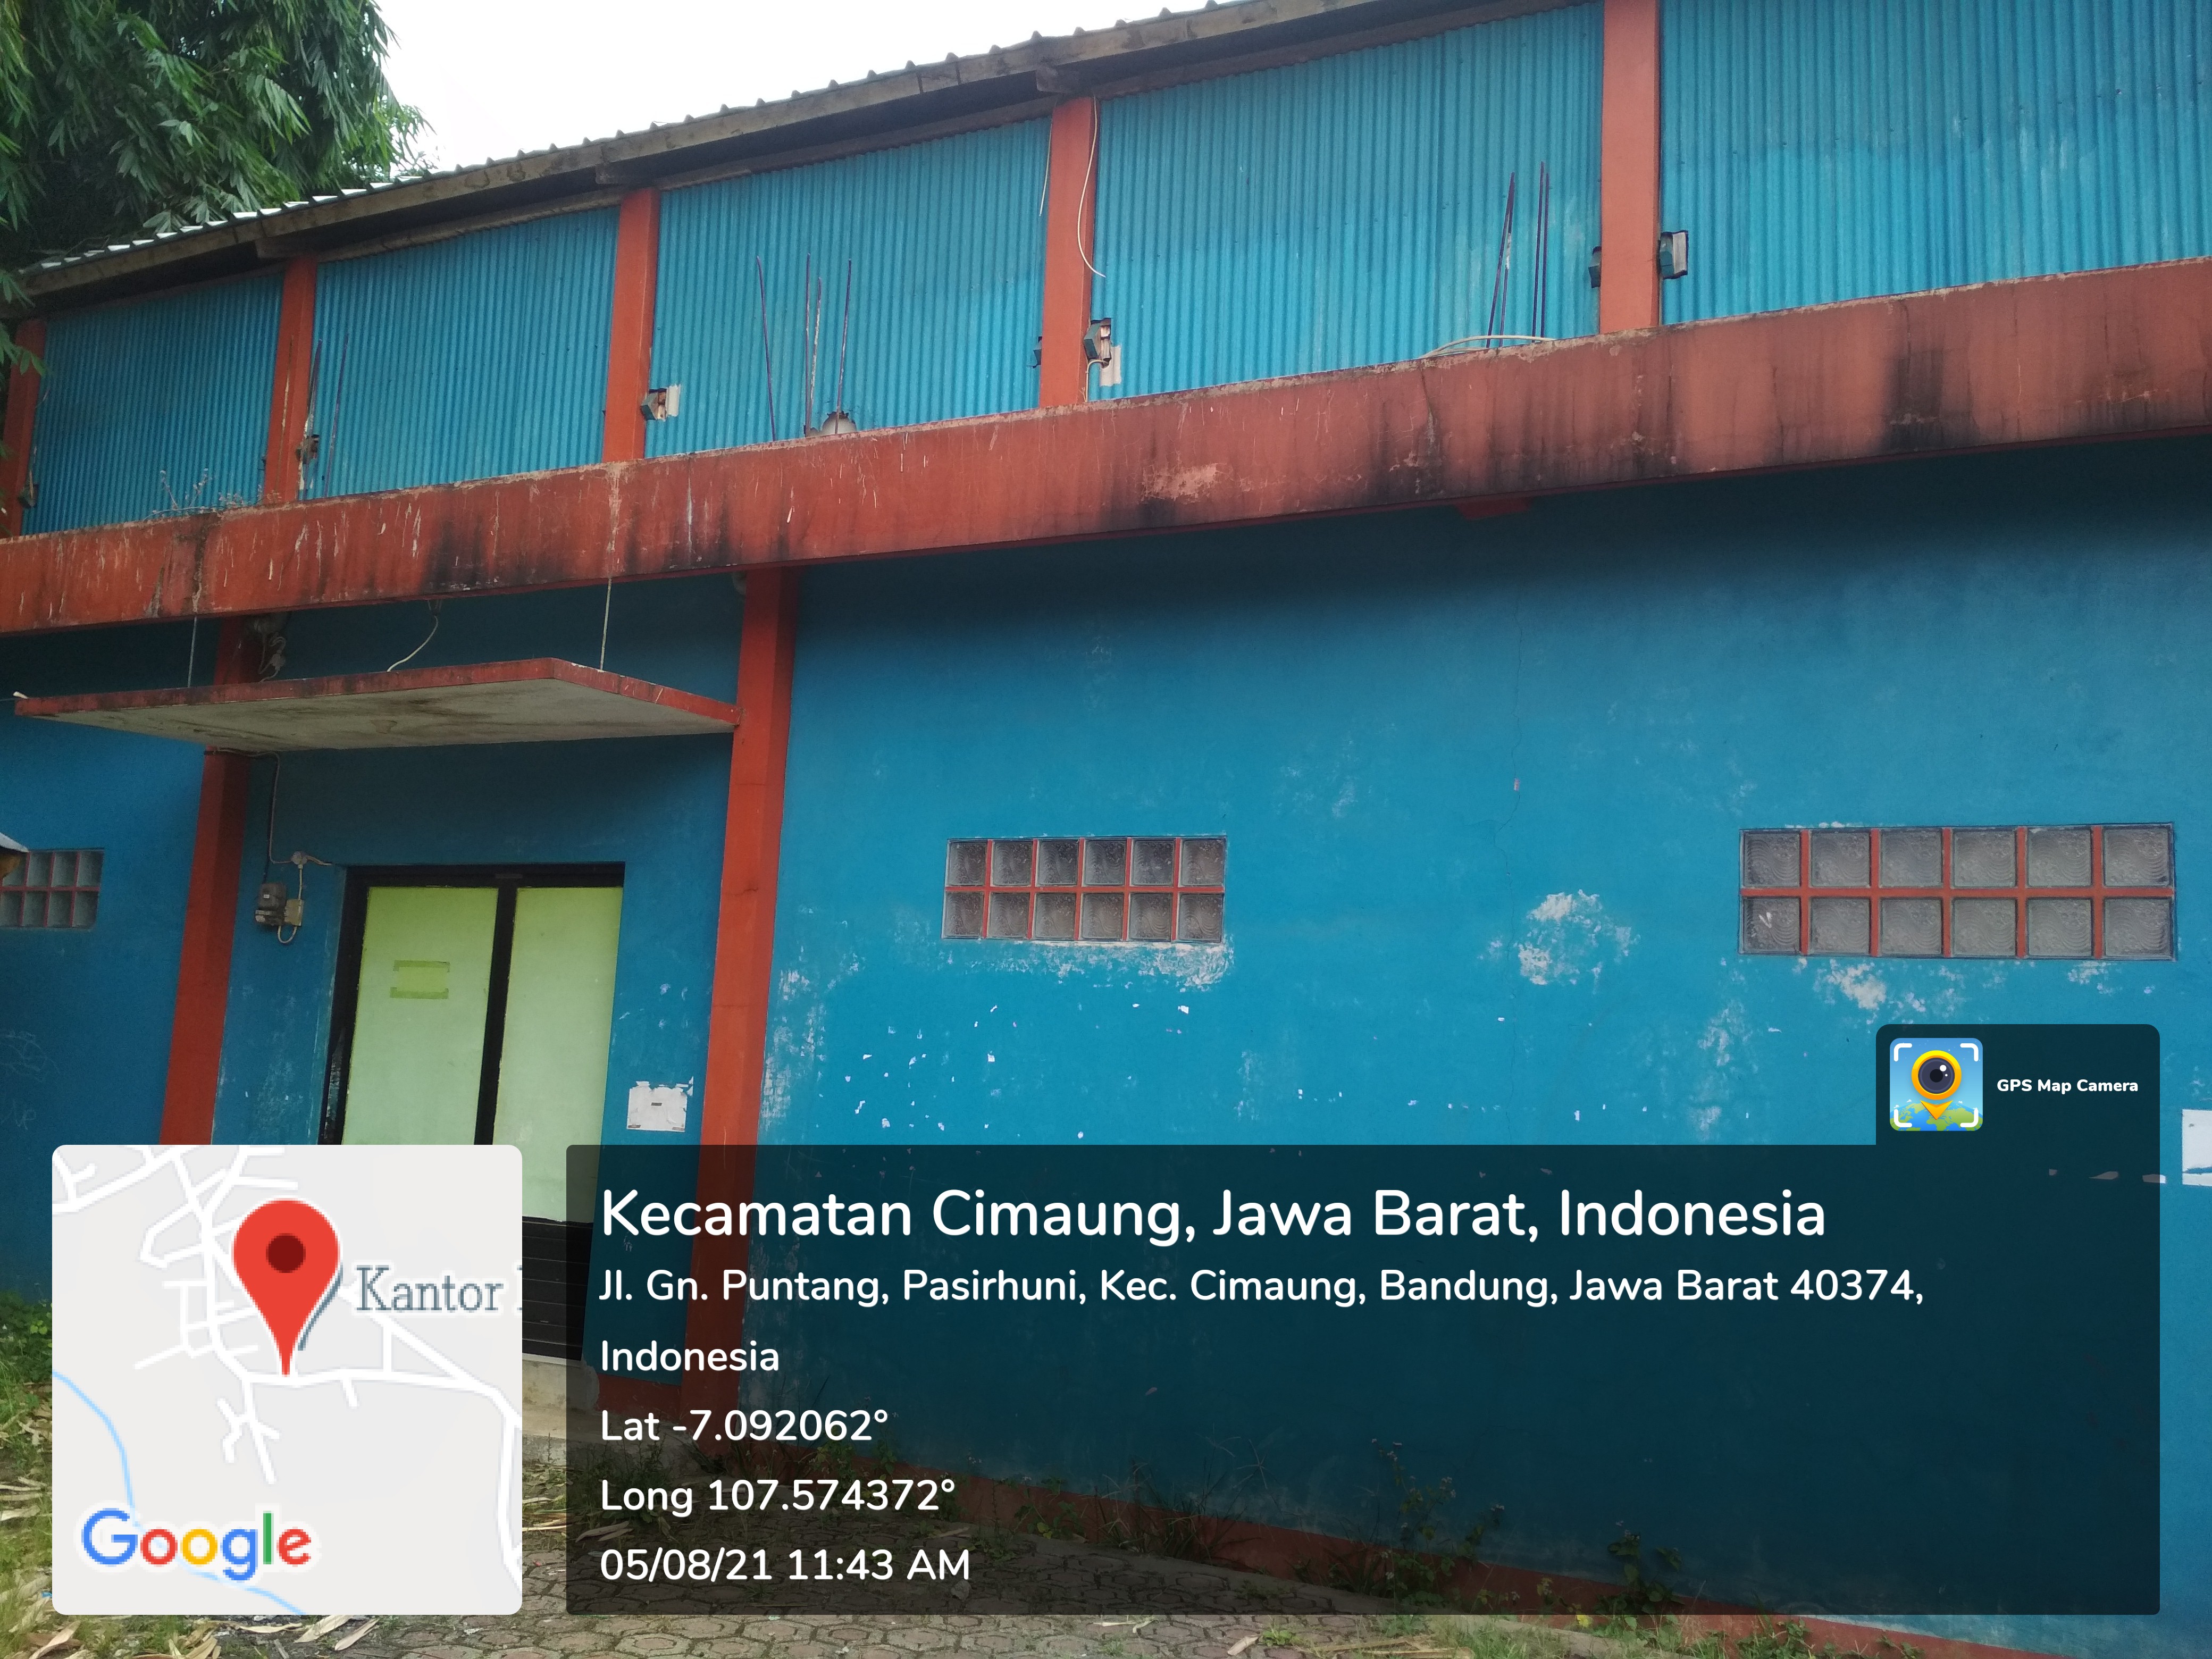 GPS Map Camera
Kecamatan Cimaung, Jawa Barat, Indonesia
Jl. Gn. Puntang, Pasirhuni, Kec. Cimaung, Bandung, Jawa Barat 40374,
Indonesia
Lat -7.092062°
Long 107.574372°
05/08/21 11:43 AM
Kantor
Google